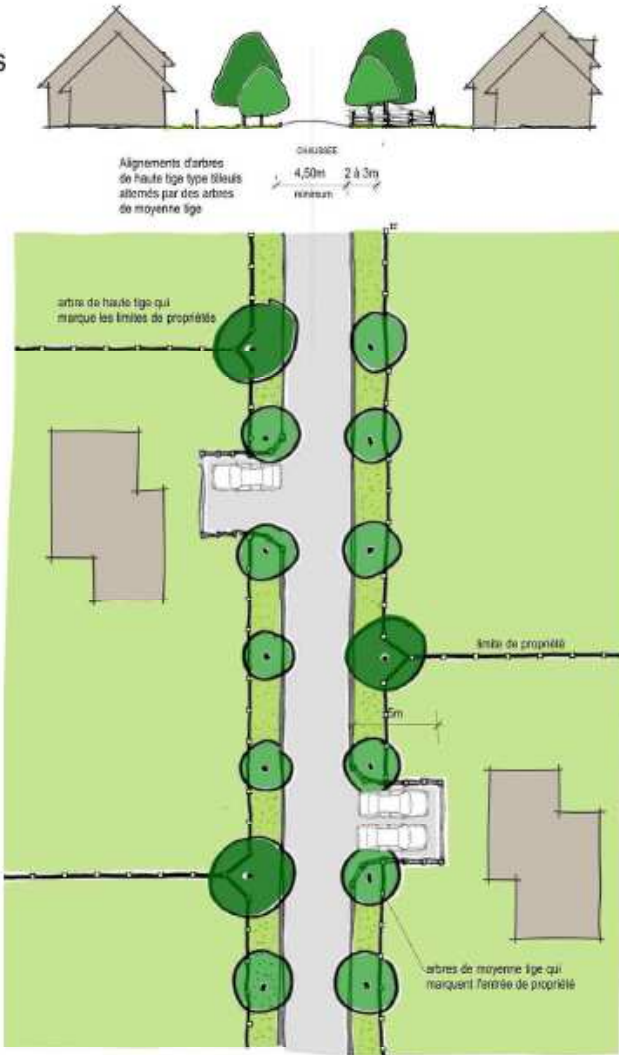 S
CHAUSSÉE
Alignements d'arbres
de haute tige type tilleuls
alternés par des arbres
de moyenne tige
4,50m 2 à 3m
minimum
arbre de haute tige qui
marque les limites de propriétés
limite de propriété
5m
arbres de moyenne tige qui
marquent l'entrée de propriété